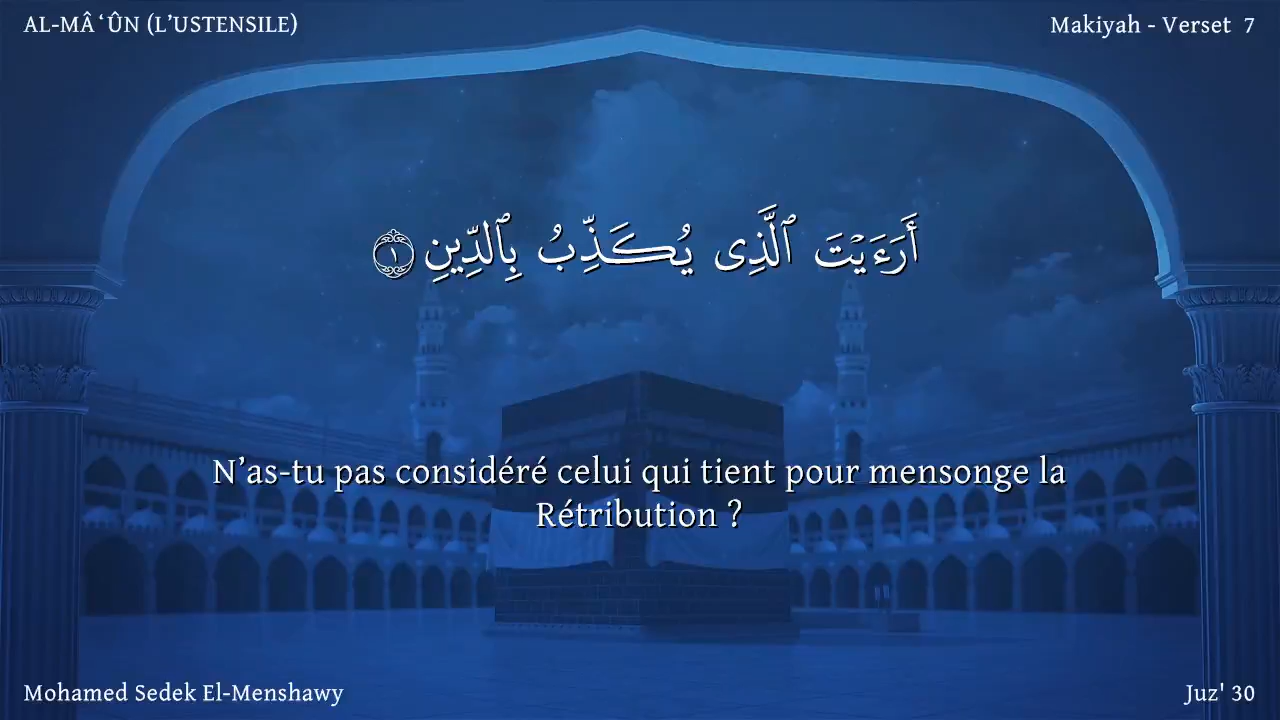 AL-MÂ‘ÛN (L’USTENSILE)
Makiyah - Verset 7
أَرَءَيْتَ ٱلَّذِى يُكَذِّبُ بِٱلدِّينِ ١
N’as-tu pas considéré celui qui tient pour mensonge la
Rétribution ?
Mohamed Sedek El-Menshawy
Juz' 30